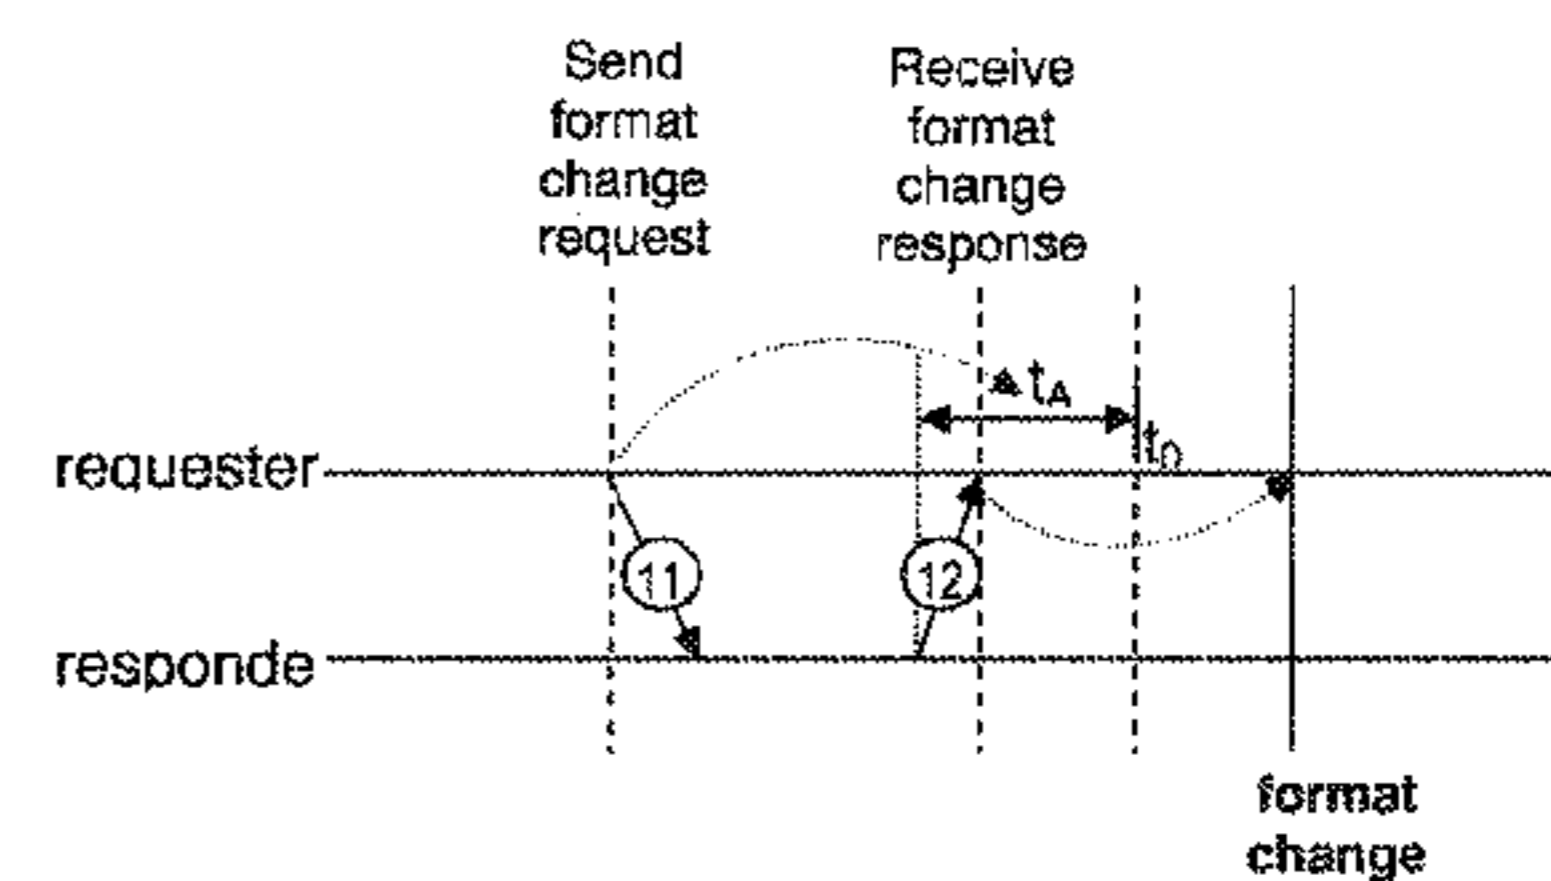 Send
format
change
request
Receive
format
change
response
tA
t0
requester
11
12
responde
format
change